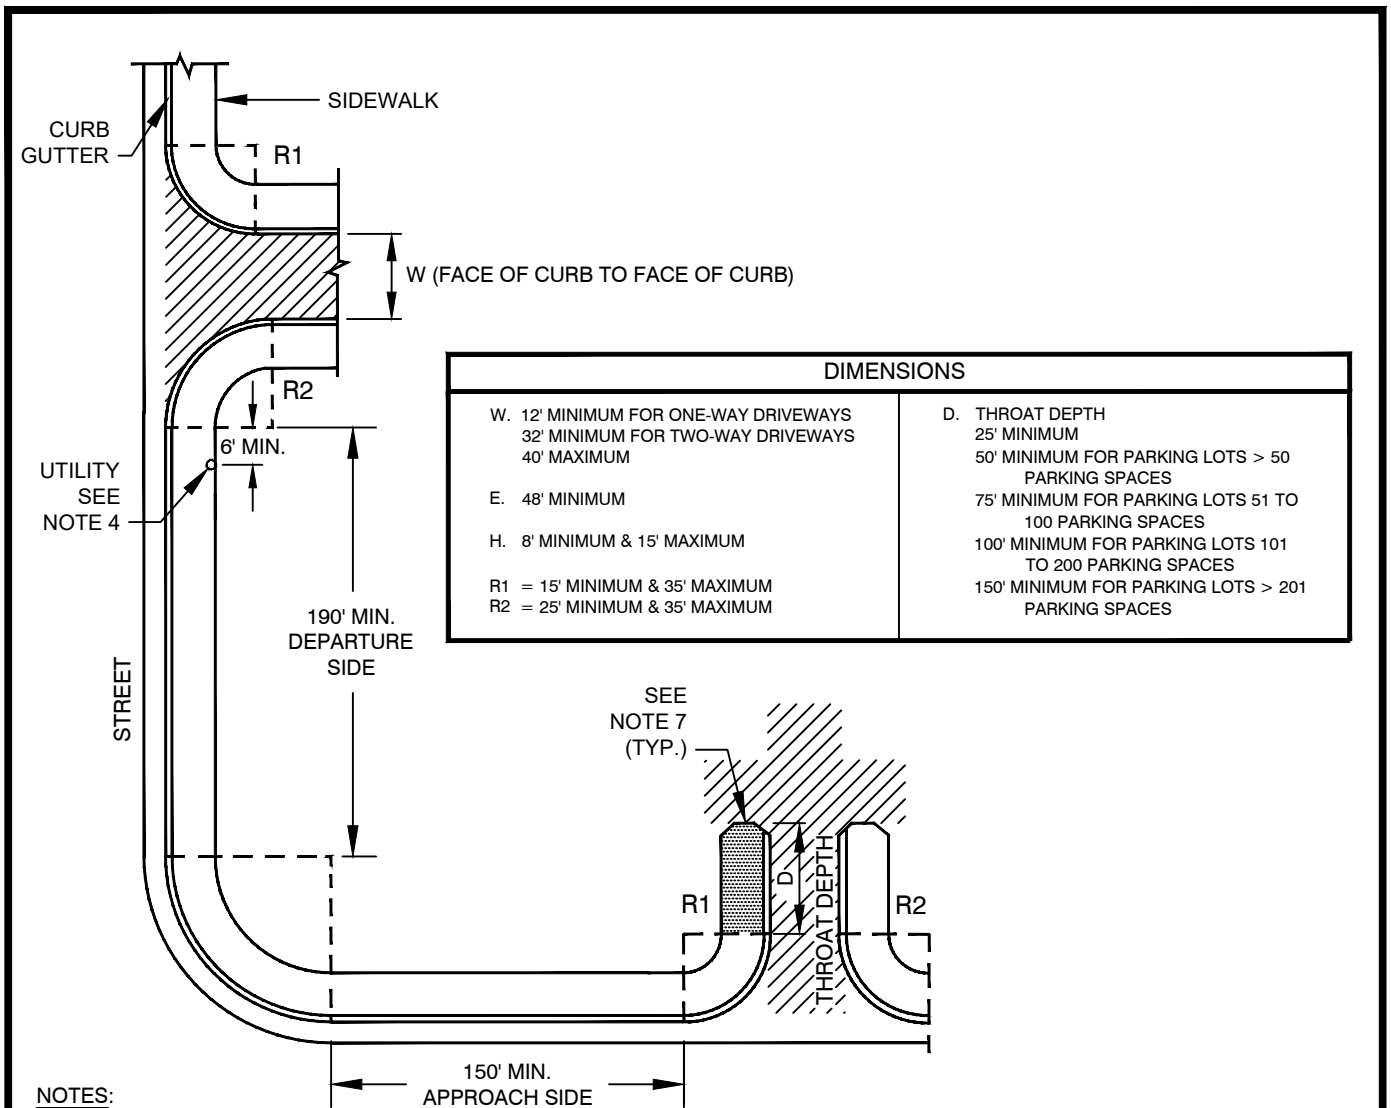 SIDEWALK
CURB
GUTTER
R1
W (FACE OF CURB TO FACE OF CURB)
R2
6' MIN.
UTILITY
SEE
NOTE 4
190' MIN.
DEPARTURE
SIDE
STREET
DIMENSIONS
W. 12' MINIMUM FOR ONE-WAY DRIVEWAYS
32' MINIMUM FOR TWO-WAY DRIVEWAYS
40' MAXIMUM
E. 48' MINIMUM
H. 8' MINIMUM & 15' MAXIMUM
R1 = 15' MINIMUM & 35' MAXIMUM
R2 = 25' MINIMUM & 35' MAXIMUM
D. THROAT DEPTH
25' MINIMUM
50' MINIMUM FOR PARKING LOTS > 50
PARKING SPACES
75' MINIMUM FOR PARKING LOTS 51 TO
100 PARKING SPACES
100' MINIMUM FOR PARKING LOTS 101
TO 200 PARKING SPACES
150' MINIMUM FOR PARKING LOTS > 201
PARKING SPACES
SEE
NOTE 7
(TYP.)
R1
D
THROAT DEPTH
R2
150' MIN.
APPROACH SIDE
NOTES: